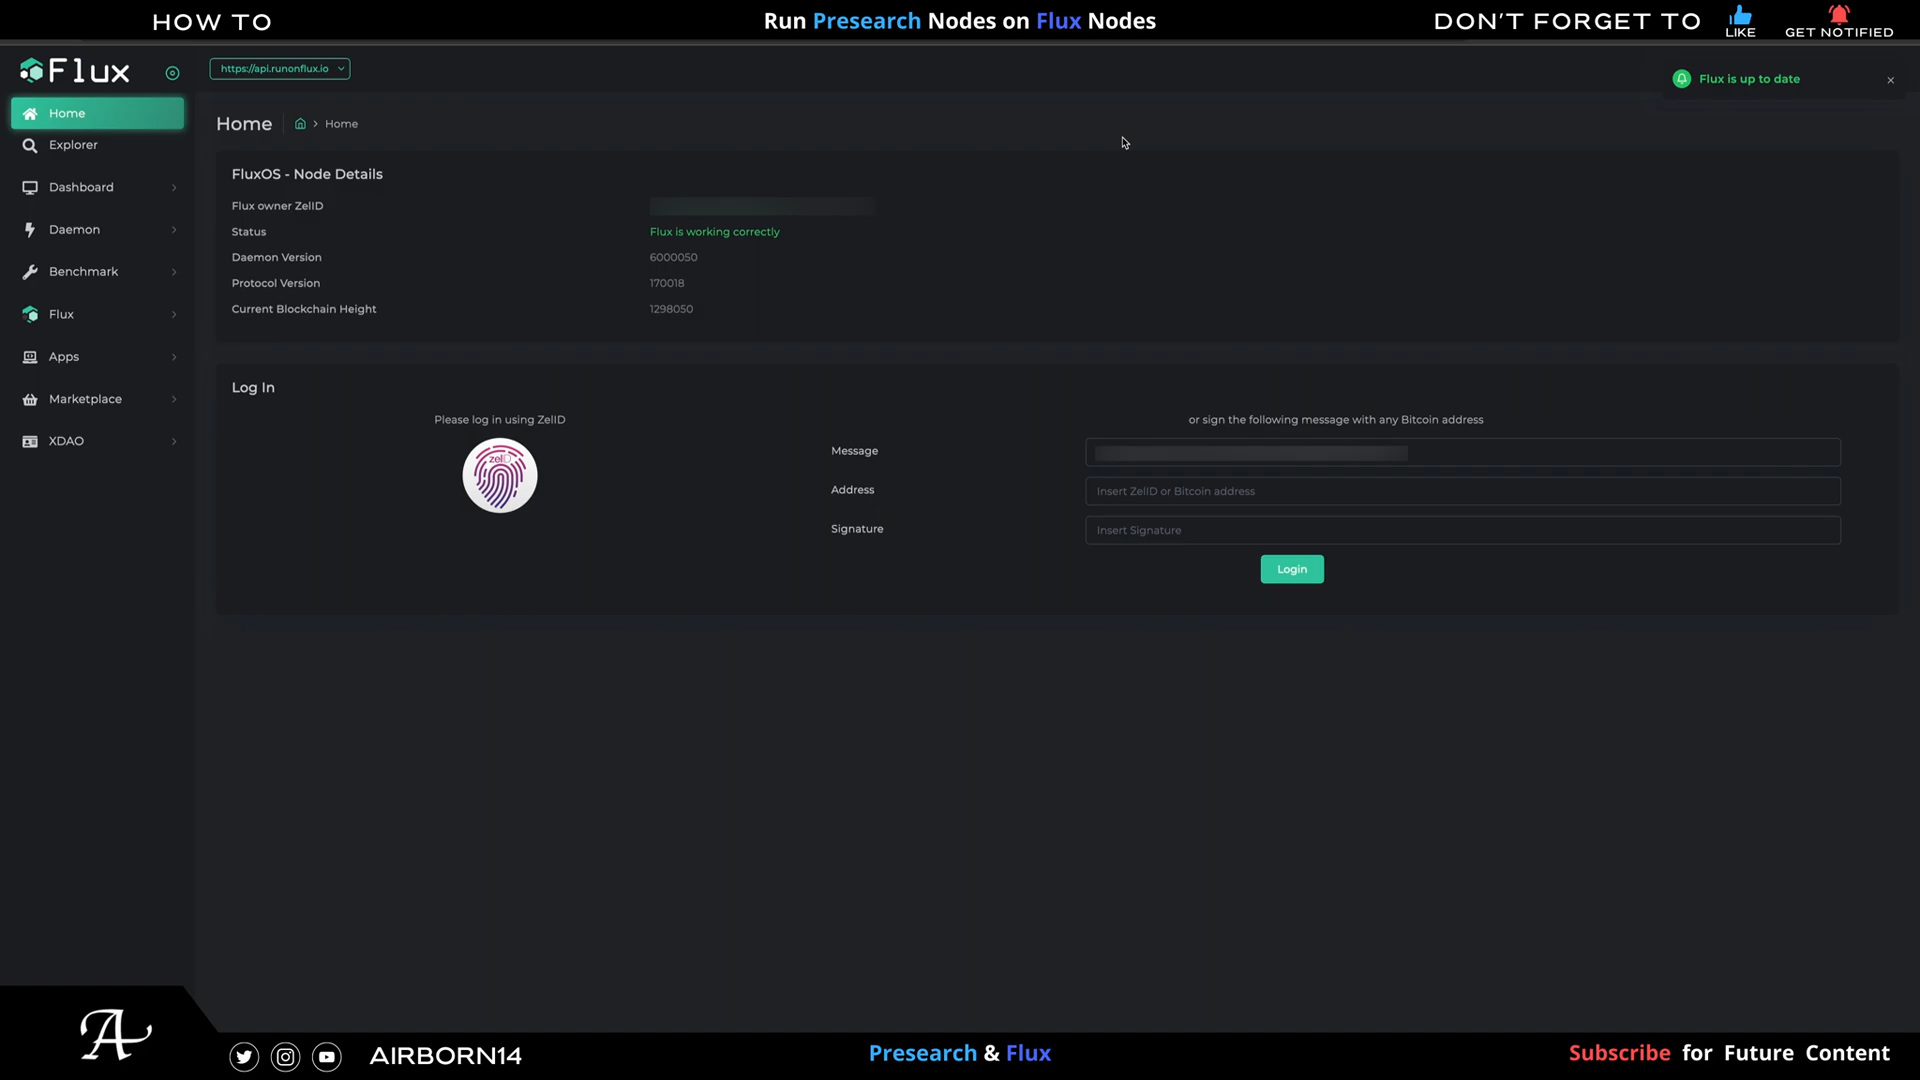 HOW TO
Run Presearch Nodes on Flux Nodes
DON'T FORGET TO
LIKE
GET NOTIFIED
Flux
https://api.runonflux.io
Flux is up to date
Home
Explorer
Dashboard
Daemon
Benchmark
Flux
Apps
Marketplace
XDAO
Home
Home
FluxOS - Node Details
Flux owner ZelID
Status
Flux is working correctly
Daemon Version
6000050
Protocol Version
170018
Current Blockchain Height
1298050
Log In
Please log in using ZelID
zelID
or sign the following message with any Bitcoin address
Message
Address
Insert ZelID or Bitcoin address
Signature
Insert Signature
Login
A
AIRBORN14
Presearch & Flux
Subscribe for Future Content